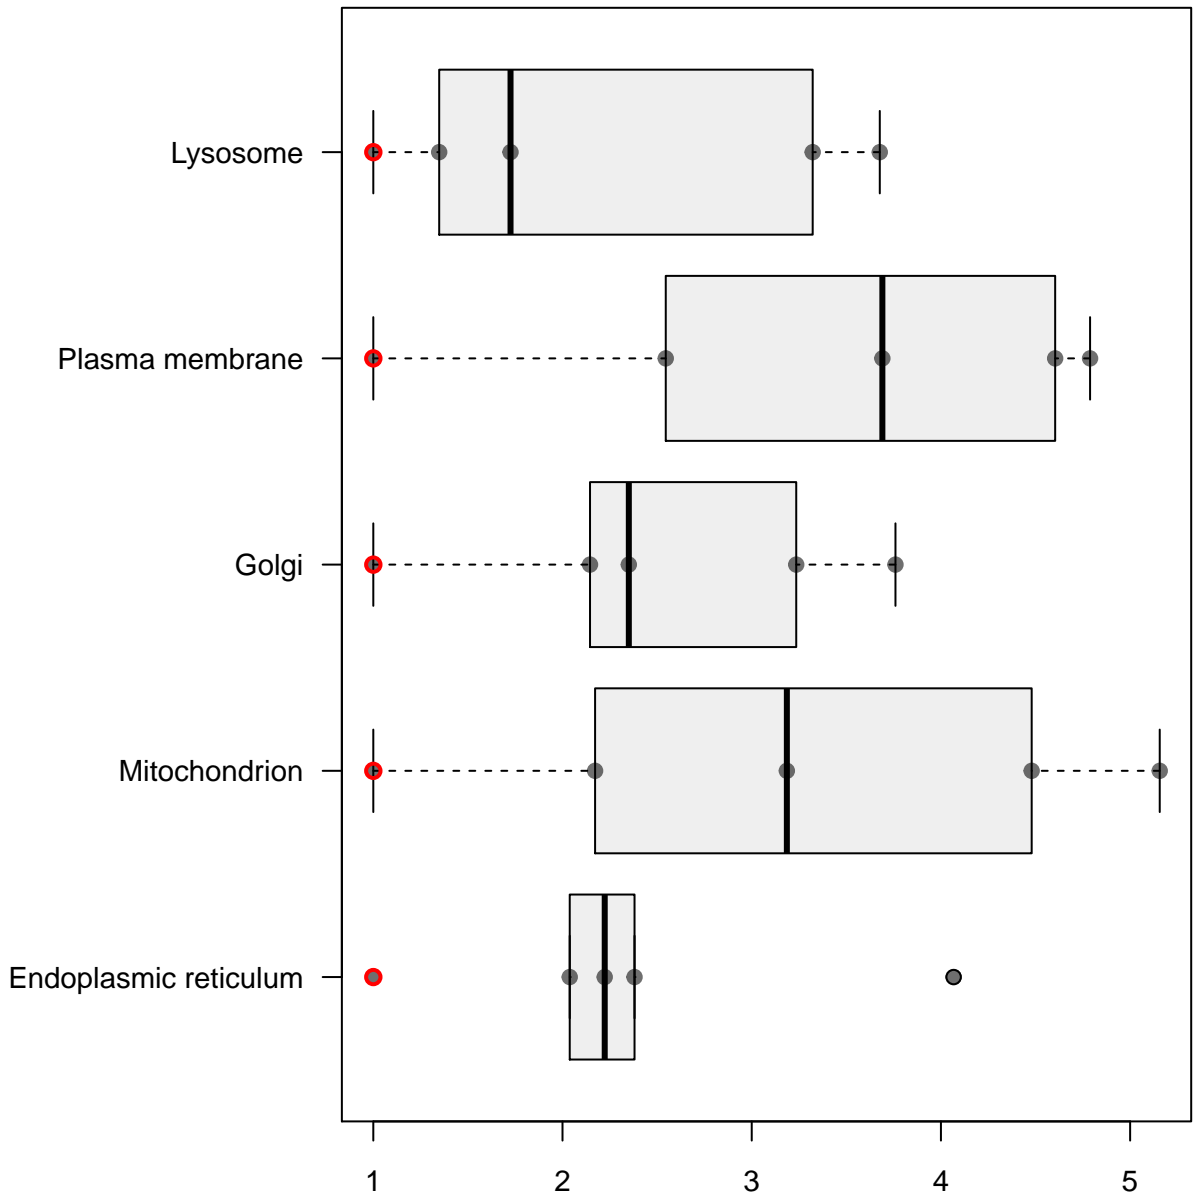 Lysosome
Plasma membrane
Golgi
Mitochondrion
Endoplasmic reticulum
1 2 3 4 5